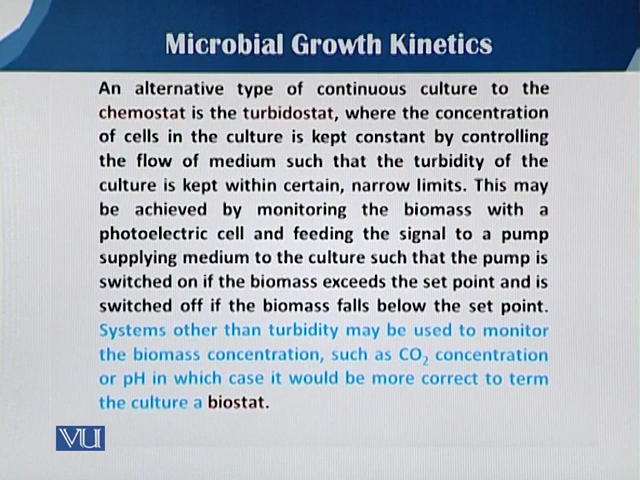 Microbial Growth Kinetics
An alternative type of continuous culture to the
chemostat is the turbidostat, where the concentration
of cells in the culture is kept constant by controlling
the flow of medium such that the turbidity of the
culture is kept within certain, narrow limits. This may
be achieved by monitoring the biomass with a
photoelectric cell and feeding the signal to a pump
supplying medium to the culture such that the pump is
switched on if the biomass exceeds the set point and is
switched off if the biomass falls below the set point.
Systems other than turbidity may be used to monitor
the biomass concentration, such as CO₂ concentration
or pH in which case it would be more correct to term
the culture a biostat.
VU